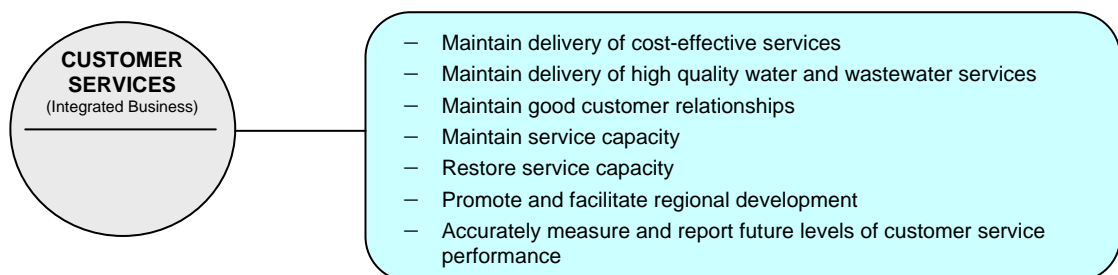 CUSTOMER
SERVICES
(Integrated Business)
– Maintain delivery of cost-effective services
– Maintain delivery of high quality water and wastewater services
– Maintain good customer relationships
– Maintain service capacity
– Restore service capacity
– Promote and facilitate regional development
– Accurately measure and report future levels of customer service
performance